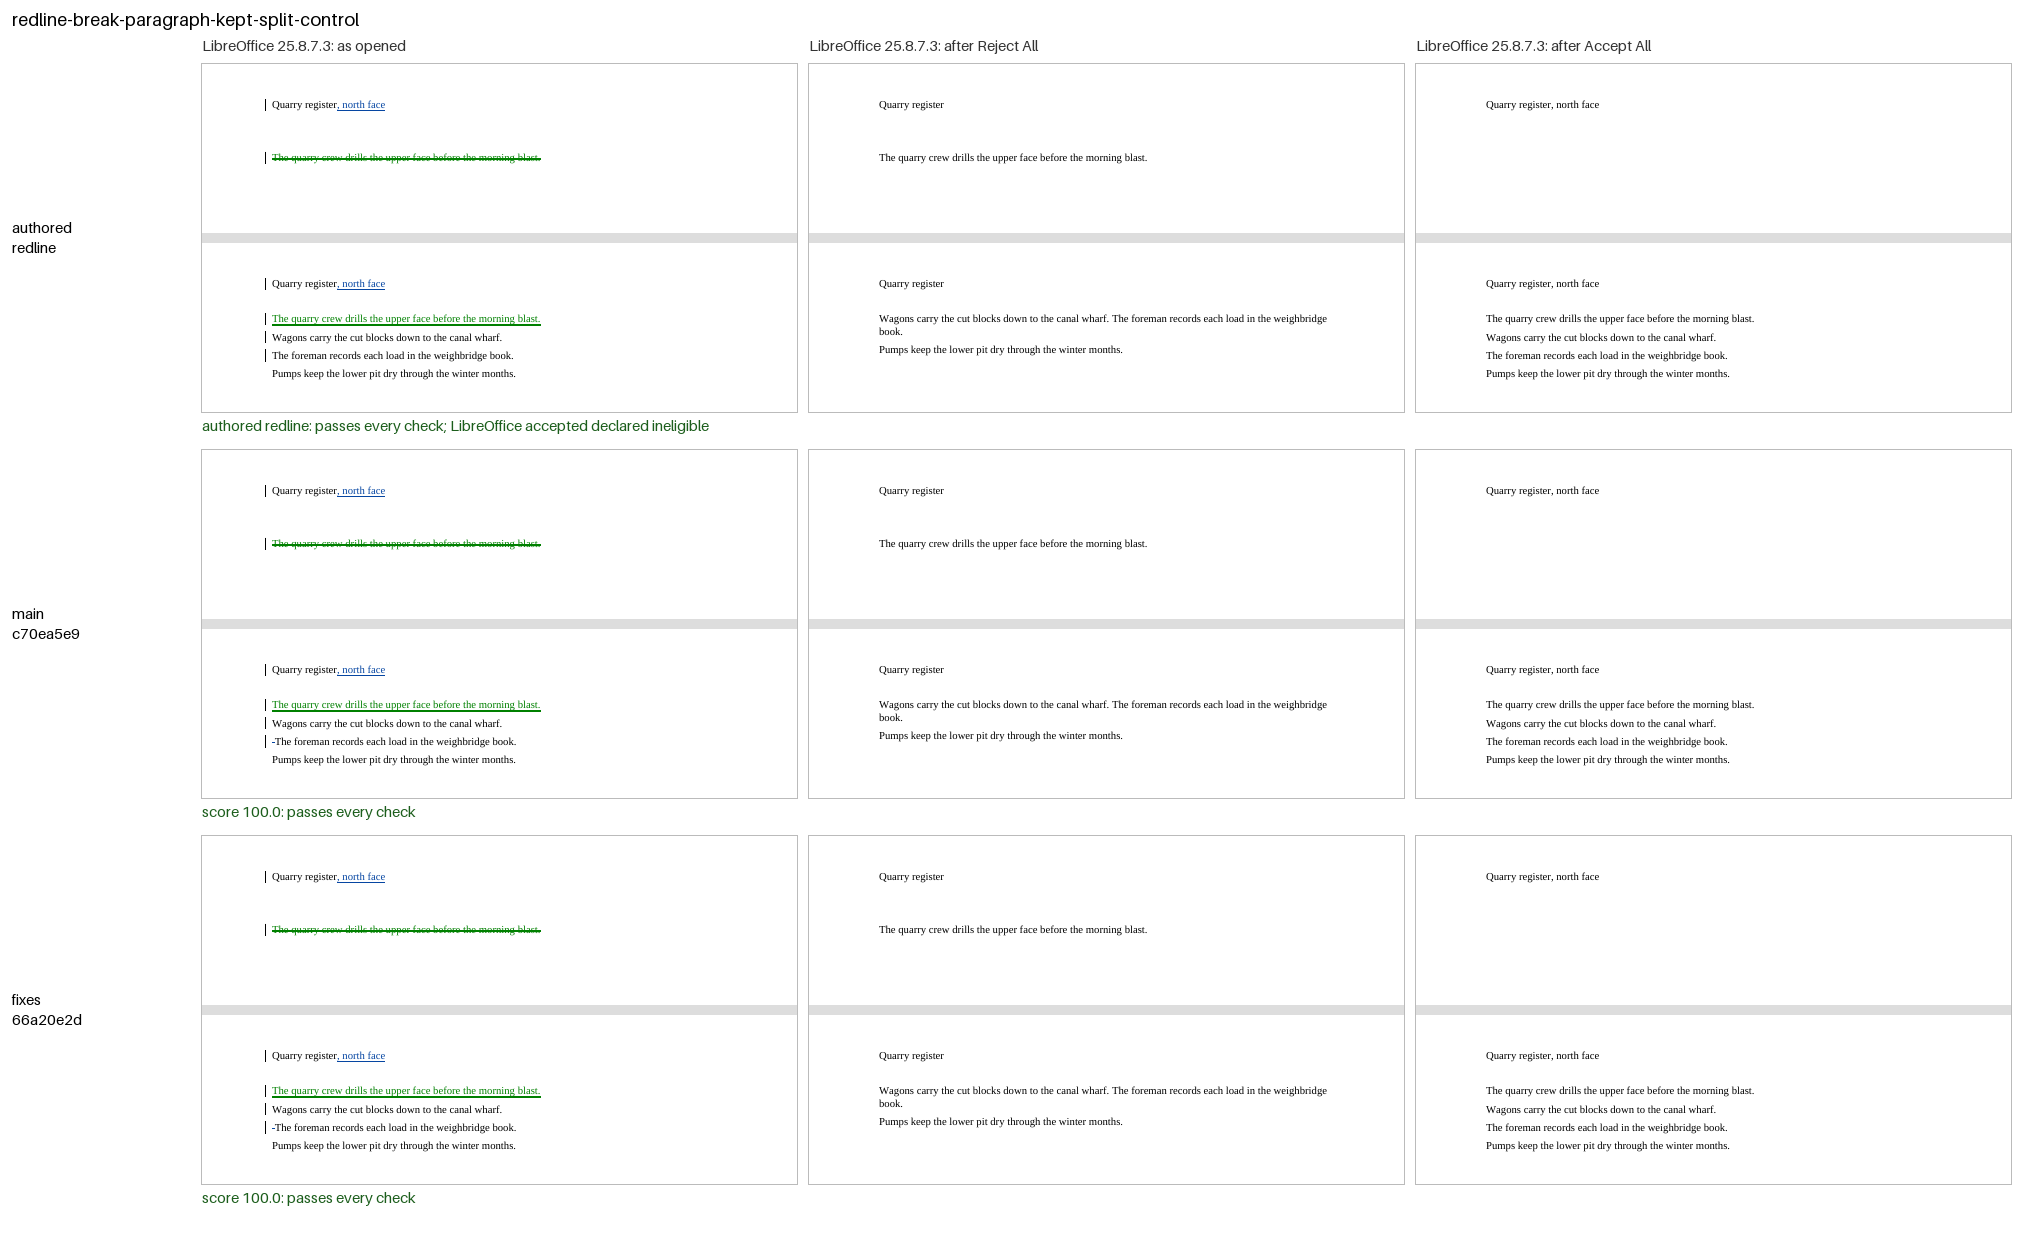 redline-break-paragraph-kept-split-control
LibreOffice 25.8.7.3: as opened
LibreOffice 25.8.7.3: after Reject All
LibreOffice 25.8.7.3: after Accept All
authored
redline
Quarry register, north face
The quarry crew drills the upper face before the morning blast.
Quarry register, north face
The quarry crew drills the upper face before the morning blast.
Wagons carry the cut blocks down to the canal wharf.
The foreman records each load in the weighbridge book.
Pumps keep the lower pit dry through the winter months.
Quarry register
The quarry crew drills the upper face before the morning blast.
Quarry register
Wagons carry the cut blocks down to the canal wharf. The foreman records each load in the weighbridge
book.
Pumps keep the lower pit dry through the winter months.
Quarry register, north face
Quarry register, north face
The quarry crew drills the upper face before the morning blast.
Wagons carry the cut blocks down to the canal wharf.
The foreman records each load in the weighbridge book.
Pumps keep the lower pit dry through the winter months.
authored redline: passes every check; LibreOffice accepted declared ineligible
main
c70ea5e9
Quarry register, north face
The quarry crew drills the upper face before the morning blast.
Quarry register, north face
The quarry crew drills the upper face before the morning blast.
Wagons carry the cut blocks down to the canal wharf.
-The foreman records each load in the weighbridge book.
Pumps keep the lower pit dry through the winter months.
Quarry register
The quarry crew drills the upper face before the morning blast.
Quarry register
Wagons carry the cut blocks down to the canal wharf. The foreman records each load in the weighbridge
book.
Pumps keep the lower pit dry through the winter months.
Quarry register, north face
Quarry register, north face
The quarry crew drills the upper face before the morning blast.
Wagons carry the cut blocks down to the canal wharf.
The foreman records each load in the weighbridge book.
Pumps keep the lower pit dry through the winter months.
score 100.0: passes every check
fixes
66a20e2d
Quarry register, north face
The quarry crew drills the upper face before the morning blast.
Quarry register, north face
The quarry crew drills the upper face before the morning blast.
Wagons carry the cut blocks down to the canal wharf.
-The foreman records each load in the weighbridge book.
Pumps keep the lower pit dry through the winter months.
Quarry register
The quarry crew drills the upper face before the morning blast.
Quarry register
Wagons carry the cut blocks down to the canal wharf. The foreman records each load in the weighbridge
book.
Pumps keep the lower pit dry through the winter months.
Quarry register, north face
Quarry register, north face
The quarry crew drills the upper face before the morning blast.
Wagons carry the cut blocks down to the canal wharf.
The foreman records each load in the weighbridge book.
Pumps keep the lower pit dry through the winter months.
score 100.0: passes every check